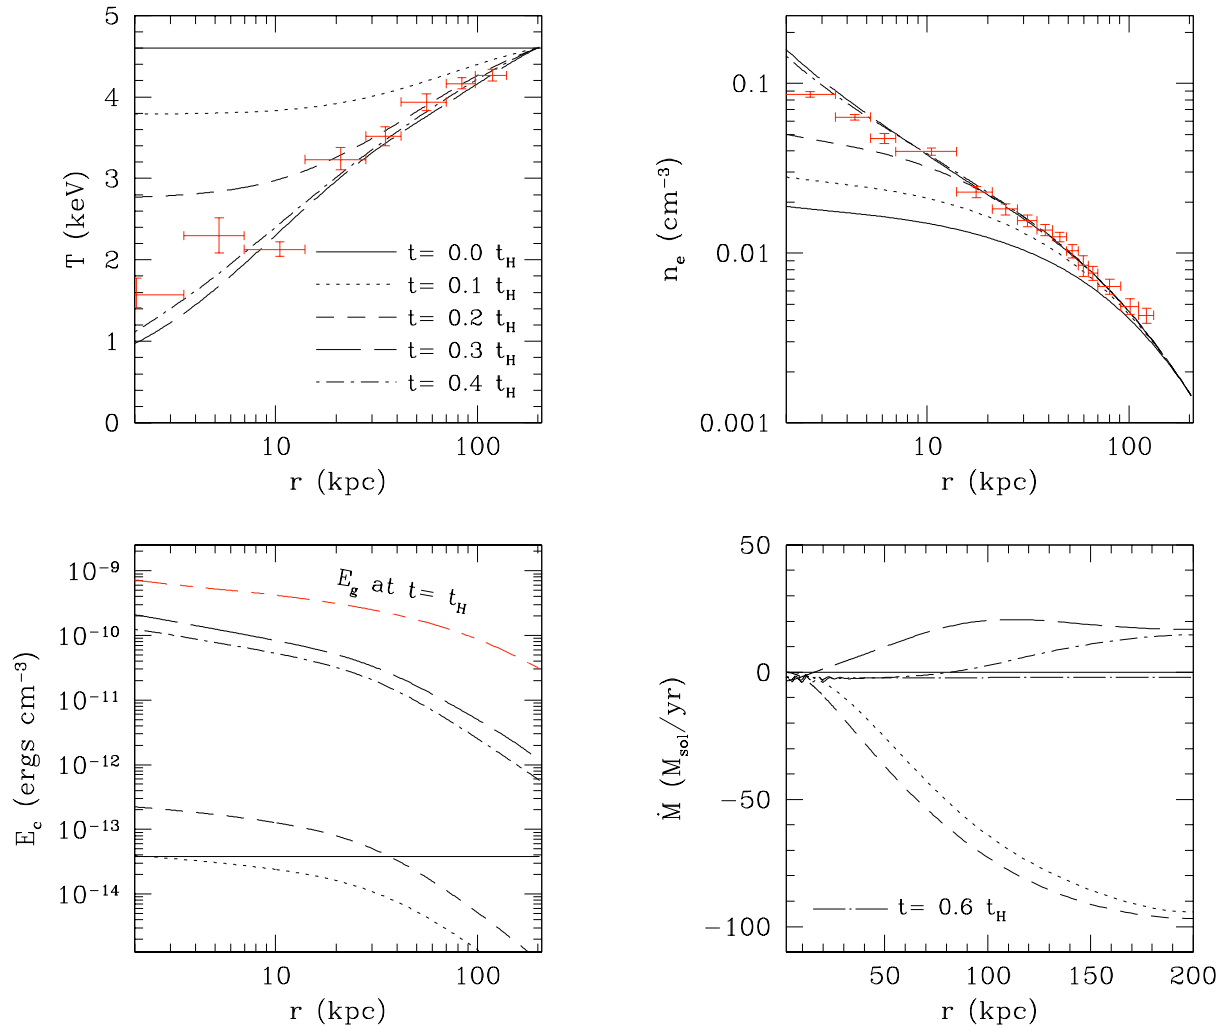 5
4
3
2
1
0
T (keV)
10
100
r (kpc)
t= 0.0 t_H
t= 0.1 t_H
t= 0.2 t_H
t= 0.3 t_H
t= 0.4 t_H
0.1
0.01
0.001
n_e (cm⁻³)
10
100
r (kpc)
10⁻⁹
10⁻¹⁰
10⁻¹¹
10⁻¹²
10⁻¹³
10⁻¹⁴
E_c (ergs cm⁻³)
E_g at t= t_H
10
100
r (kpc)
50
0
−50
−100
Ṁ (M_sol/yr)
t= 0.6 t_H
50
100
150
200
r (kpc)